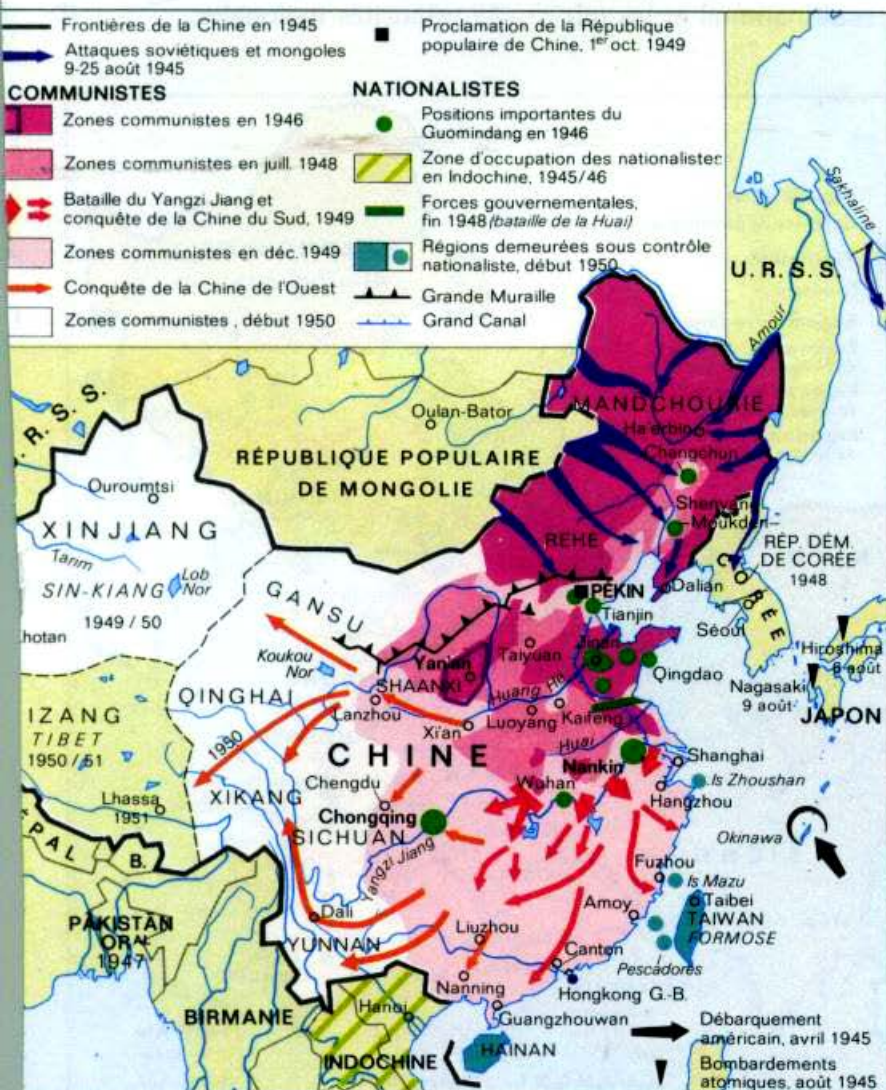 Frontières de la Chine en 1945
Attaques soviétiques et mongoles
9-25 août 1945
COMMUNISTES
Zones communistes en 1946
Zones communistes en juill. 1948
Bataille du Yangzi Jiang et
conquête de la Chine du Sud, 1949
Zones communistes en déc. 1949
Conquête de la Chine de l'Ouest
Zones communistes, début 1950
Proclamation de la République
populaire de Chine, 1er oct. 1949
NATIONALISTES
Positions importantes du
Guomindang en 1946
Zone d'occupation des nationalistes
en Indochine, 1945/46
Forces gouvernementales,
fin 1948 (bataille de la Huai)
Régions demeurées sous contrôle
nationaliste, début 1950
Grande Muraille
Grand Canal
Sakhaline
U.R.S.S.
Amour
MANDCHOURIE
Ha'erbin
Changchun
Oulan-Bator
RÉPUBLIQUE POPULAIRE
DE MONGOLIE
R.S.S.
Ouroumtsi
XINJIANG
Tarim
Lob
Nor
SIN-KIANG
1949/50
hotan
Shenyang
-Moukden-
REHE
RÉP. DÉM.
DE CORÉE
1948
CORÉE
Dalian
PÉKIN
Tianjin
Séoul
GANSU
Koukou
Nor
Yan'an
SHAANXI
Taiyuan
Jinan
Qingdao
Hiroshima
6 août
Nagasaki
9 août
JAPON
QINGHAI
Lanzhou
Huang He
Luoyang
Kaifeng
Xi'an
Huai
IZANG
TIBET
1950/51
1950
CHINE
Nankin
Shanghai
Is Zhoushan
Hangzhou
Chengdu
Wuhan
XIKANG
Lhassa
1951
Chongqing
SICHUAN
Yangzi Jiang
Okinawa
PAL
B.
Fuzhou
Is Mazu
Taibei
TAIWAN
FORMOSE
Amoy
Pescadores
PAKISTAN
ORAL
1947
Dali
YUNNAN
Liuzhou
Canton
Nanning
Hongkong G.-B.
Guangzhouwan
BIRMANIE
Hanoi
INDOCHINE
HAINAN
Débarquement
américain, avril 1945
Bombardements
atomiques, août 1945